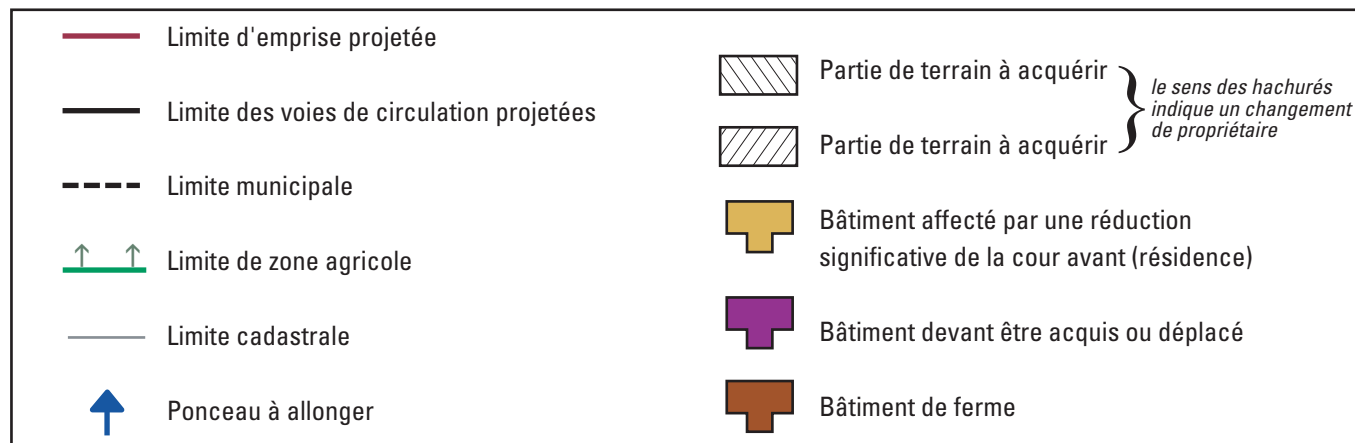 Limite d'emprise projetée
Limite des voies de circulation projetées
Limite municipale
Limite de zone agricole
Limite cadastrale
Ponceau à allonger
Partie de terrain à acquérir
Partie de terrain à acquérir
le sens des hachurés
indique un changement
de propriétaire
Bâtiment affecté par une réduction
significative de la cour avant (résidence)
Bâtiment devant être acquis ou déplacé
Bâtiment de ferme